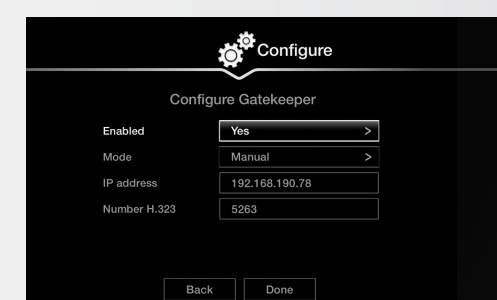 Configure
Configure Gatekeeper
Enabled Yes >
Mode Manual >
IP address 192.168.190.78
Number H.323 5263
Back Done